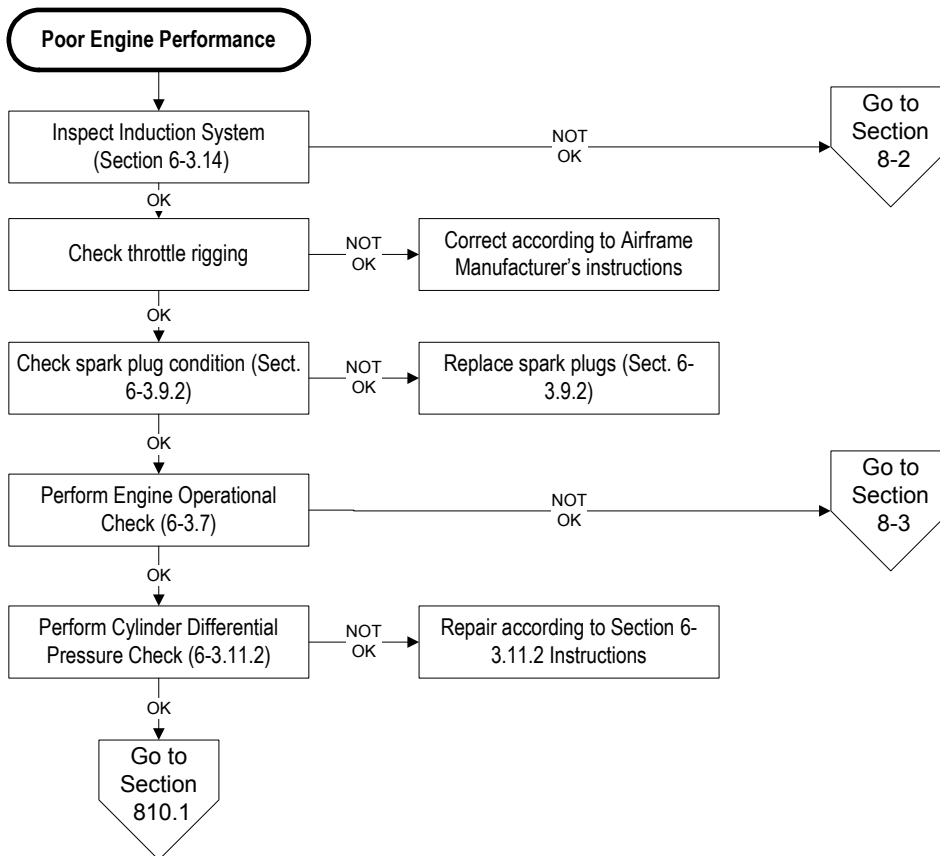 Poor Engine Performance
Inspect Induction System
(Section 6-3.14)
NOT
OK
Go to
Section
8-2
OK
Check throttle rigging
NOT
OK
Correct according to Airframe
Manufacturer's instructions
OK
Check spark plug condition (Sect.
6-3.9.2)
NOT
OK
Replace spark plugs (Sect. 6-
3.9.2)
OK
Perform Engine Operational
Check (6-3.7)
NOT
OK
Go to
Section
8-3
OK
Perform Cylinder Differential
Pressure Check (6-3.11.2)
NOT
OK
Repair according to Section 6-
3.11.2 Instructions
OK
Go to
Section
810.1